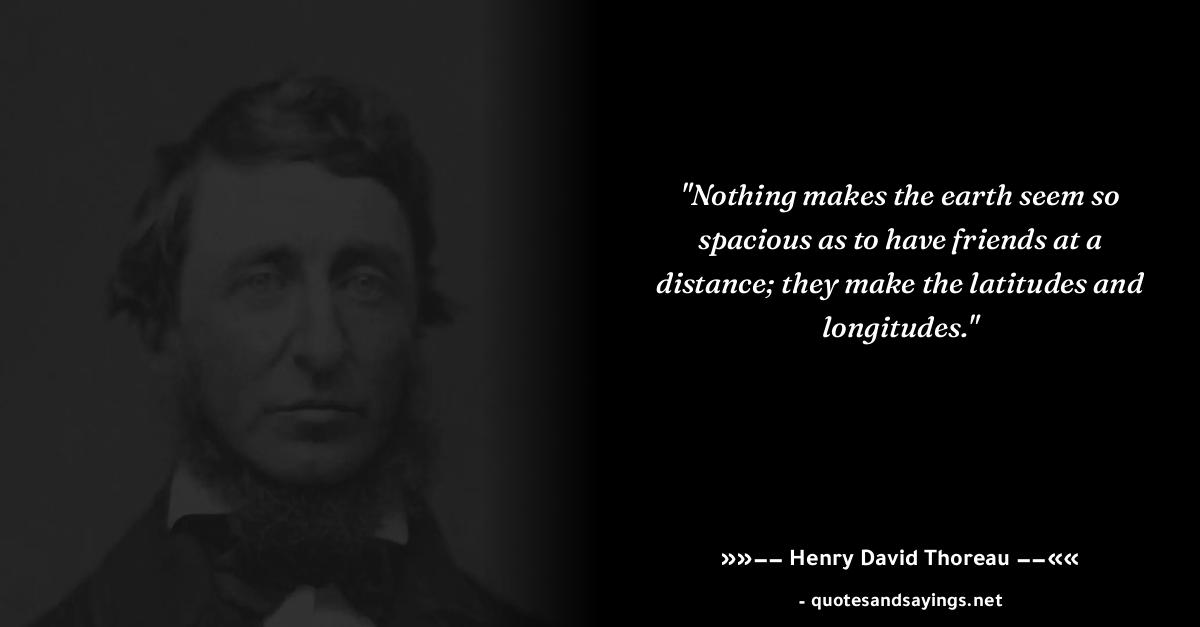 "Nothing makes the earth seem so
spacious as to have friends at a
distance; they make the latitudes and
longitudes."
»»−− Henry David Thoreau −−««
- quotesandsayings.net